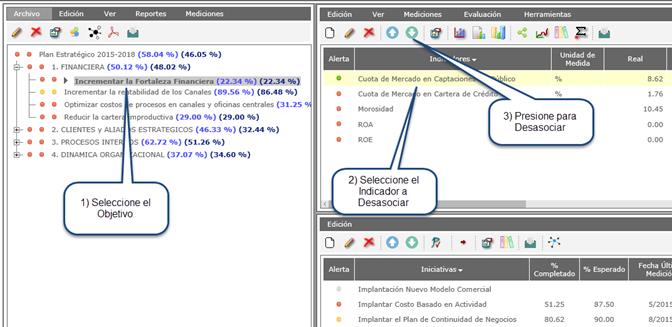 Archivo Edición Ver Reportes Mediciones
Plan Estratégico 2015-2018 (58.04 %) (46.05 %)
1. FINANCIERA (50.12 %) (48.02 %)
Incrementar la Fortaleza Financiera (22.34 %) (22.34 %)
Incrementar la rentabilidad de los Canales (89.56 %) (86.48 %)
Optimizar costos de procesos en canales y oficinas centrales (31.25 %
Reducir la cartera improductiva (29.00 %) (29.00 %)
2. CLIENTES y ALIADOS ESTRATEGICOS (46.33 %) (32.44 %)
3. PROCESOS INTERNOS (62.72 %) (51.26 %)
4. DINAMICA ORGANIZACIONAL (37.07 %) (34.60 %)
1) Seleccione el
Objetivo
Edición Ver Mediciones Evaluación Herramientas
Alerta Indicadores Unidad de Medida Real
Cuota de Mercado en Captaciones Público % 8.62
Cuota de Mercado en Cartera de Crédito 1.76
Morosidad 10.45
ROA 0.00
ROE 0.00
3) Presione para
Desasociar
2) Seleccione el
Indicador a
Desasociar
Edición
Alerta Iniciativas % Completado % Esperado Fecha Últi Medició
Implantación Nuevo Modelo Comercial
Implantar Costo Basado en Actividad 51.25 87.50 5/2015
Implantar el Plan de Continuidad de Negocios 80.62 90.00 8/2015